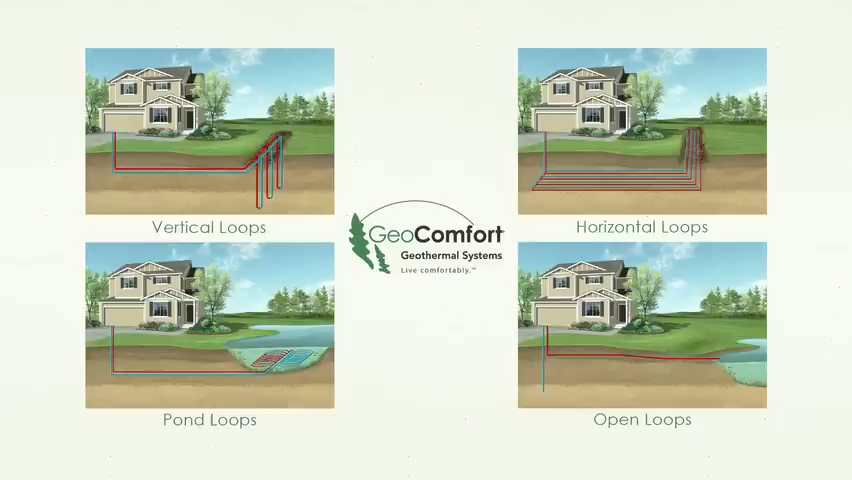 Vertical Loops
Horizontal Loops
GeoComfort
Geothermal Systems
Live comfortably.™
Pond Loops
Open Loops